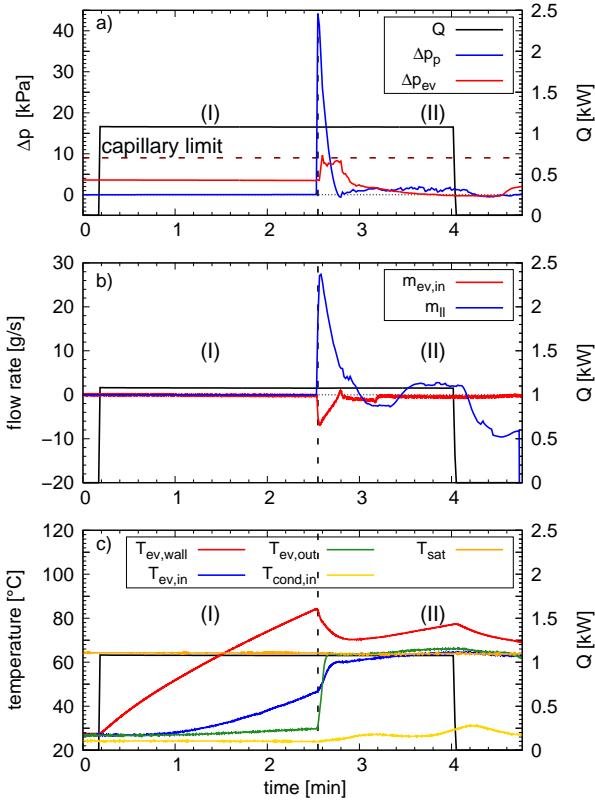 a)
Q
Δp_p
Δp_ev
(I)
(II)
capillary limit
Δp [kPa]
Q [kW]
40
30
20
10
0
2.5
2
1.5
1
0.5
0
0 1 2 3 4
b)
m_ev,in
m_ll
(I)
(II)
flow rate [g/s]
Q [kW]
30
20
10
0
-10
-20
2.5
2
1.5
1
0.5
0
0 1 2 3 4
c)
T_ev,wall T_ev,out T_sat
T_ev,in T_cond,in
(I)
(II)
temperature [°C]
Q [kW]
120
100
80
60
40
20
2.5
2
1.5
1
0.5
0
0 1 2 3 4
time [min]